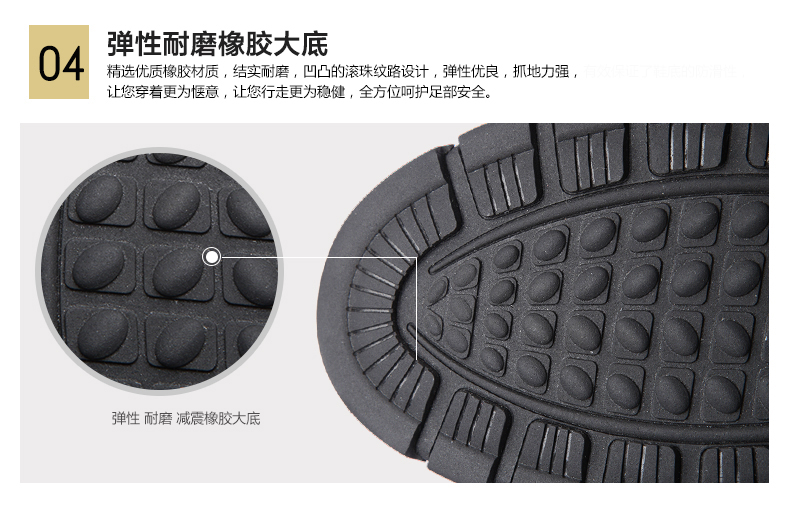 04
弹性耐磨橡胶大底
精选优质橡胶材质，结实耐磨，凹凸的滚珠纹路设计，弹性优良，抓地力强，
让您穿着更为惬意，让您行走更为稳健，全方位呵护足部安全。
弹性 耐磨 减震橡胶大底